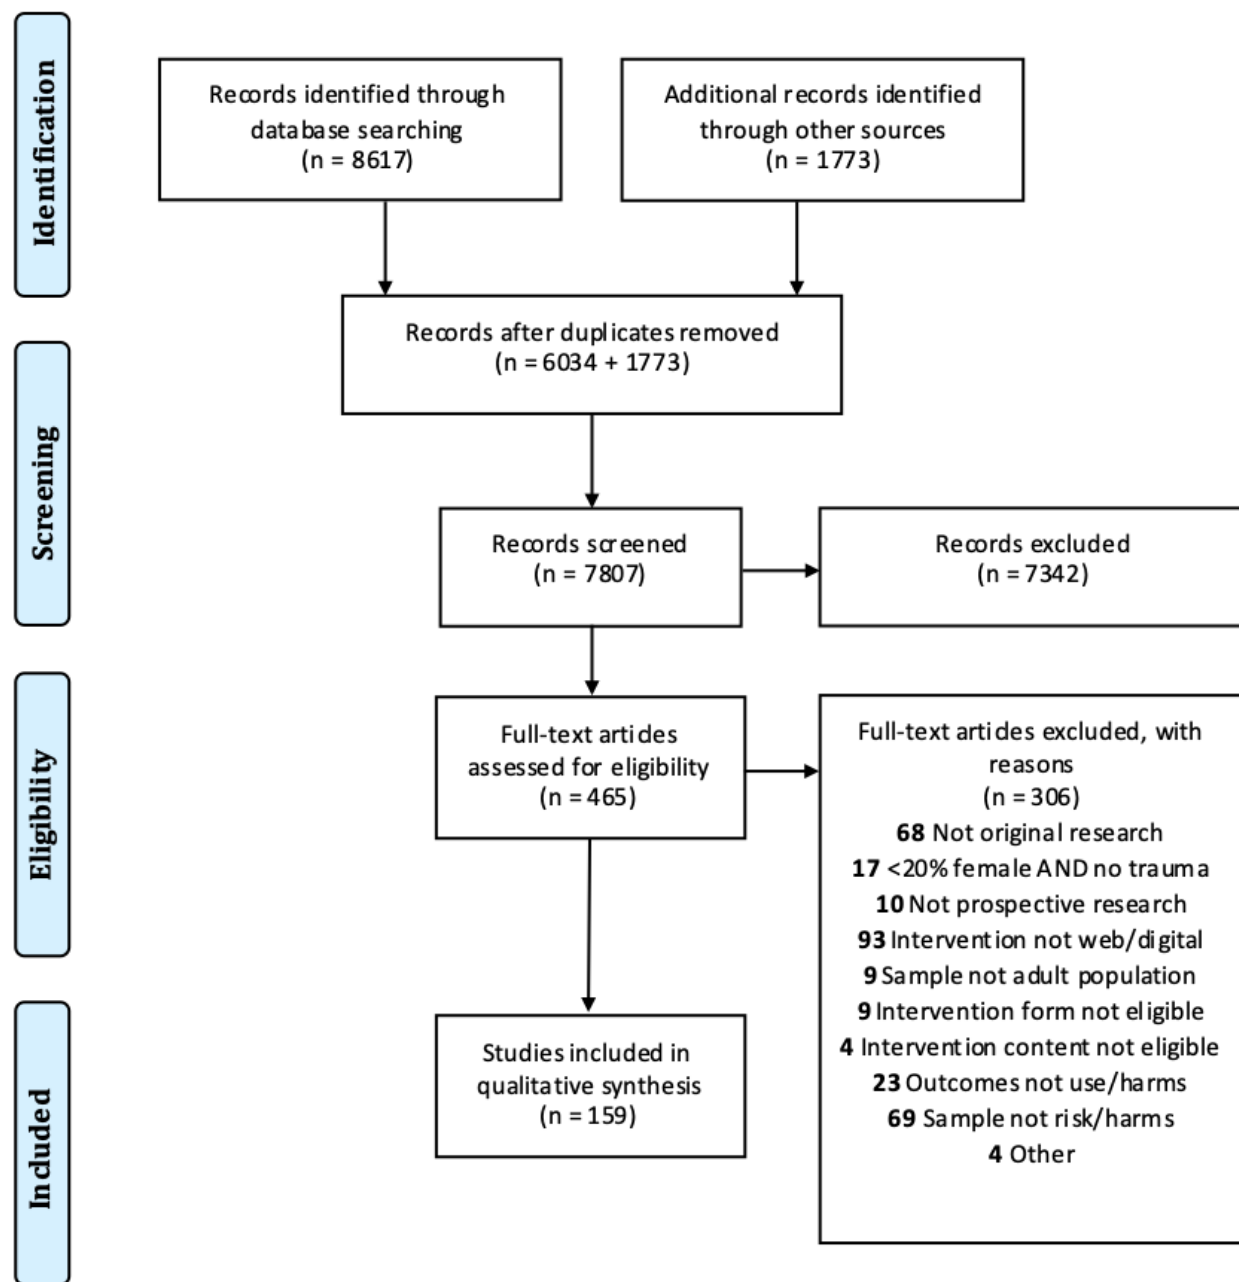 Identification
Records identified through
database searching
(n = 8617)
Additional records identified
through other sources
(n = 1773)
Records after duplicates removed
(n = 6034 + 1773)
Screening
Records screened
(n = 7807)
Records excluded
(n = 7342)
Eligibility
Full-text articles
assessed for eligibility
(n = 465)
Full-text articles excluded, with
reasons
(n = 306)
68 Not original research
17 <20% female AND no trauma
10 Not prospective research
93 Intervention not web/digital
9 Sample not adult population
9 Intervention form not eligible
4 Intervention content not eligible
23 Outcomes not use/harms
69 Sample not risk/harms
4 Other
Included
Studies included in
qualitative synthesis
(n = 159)